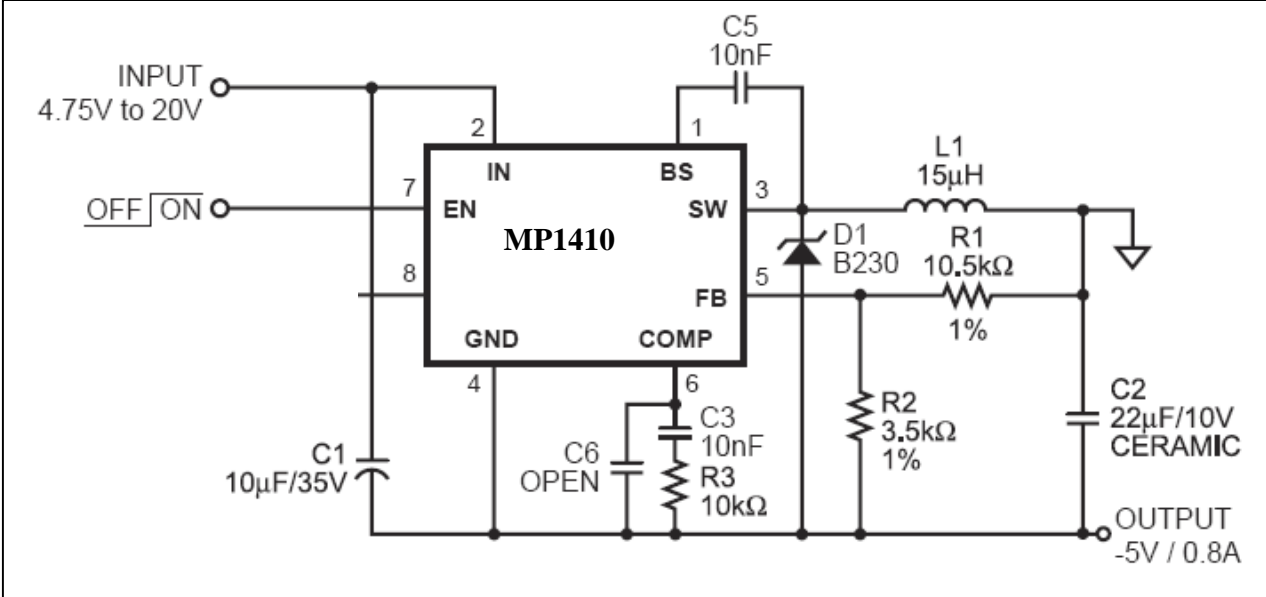 C5
10nF
INPUT
4.75V to 20V
2
1
IN
BS
L1
15μH
7
3
OFF ON
EN
SW
MP1410
D1
B230
R1
10.5kΩ
8
5
FB
1%
GND
COMP
4
6
C3
10nF
R2
3.5kΩ
1%
C2
22μF/10V
CERAMIC
C1
10μF/35V
C6
OPEN
R3
10kΩ
OUTPUT
-5V / 0.8A